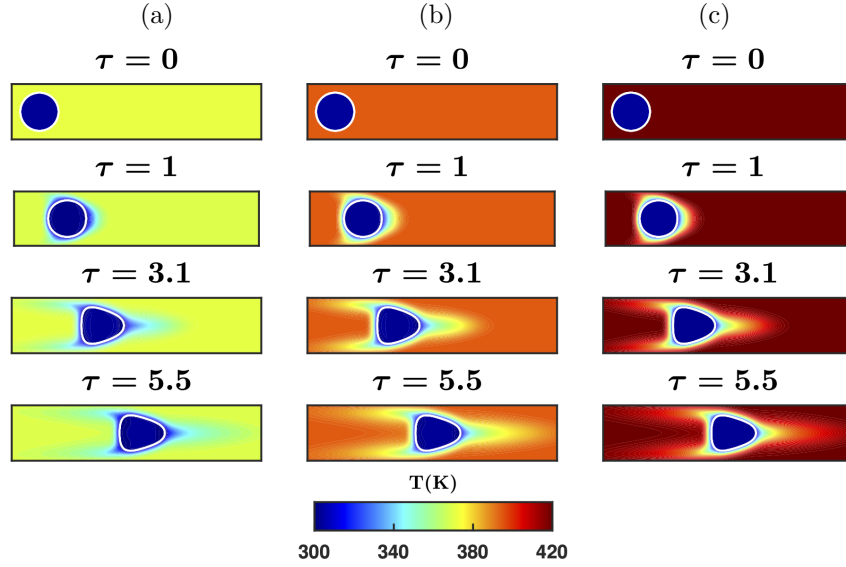 (a) (b) (c)
τ = 0 τ = 0 τ = 0
τ = 1 τ = 1 τ = 1
τ = 3.1 τ = 3.1 τ = 3.1
τ = 5.5 τ = 5.5 τ = 5.5
T(K)
300 340 380 420